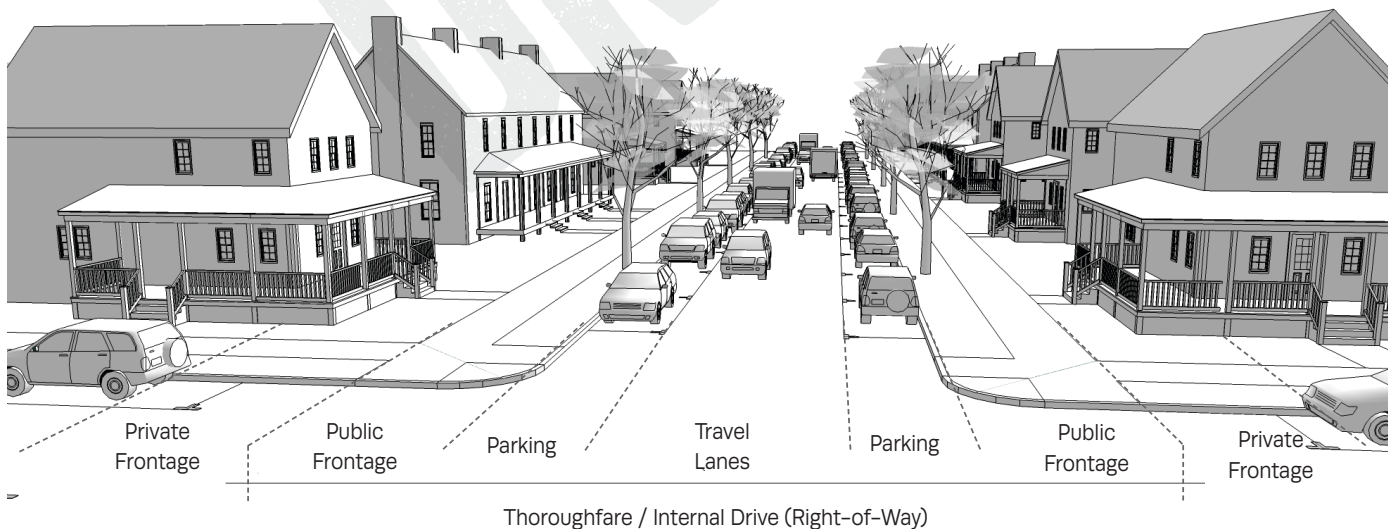 Private
Frontage
Public
Frontage
Parking
Travel
Lanes
Parking
Public
Frontage
Private
Frontage
Thoroughfare / Internal Drive (Right-of-Way)